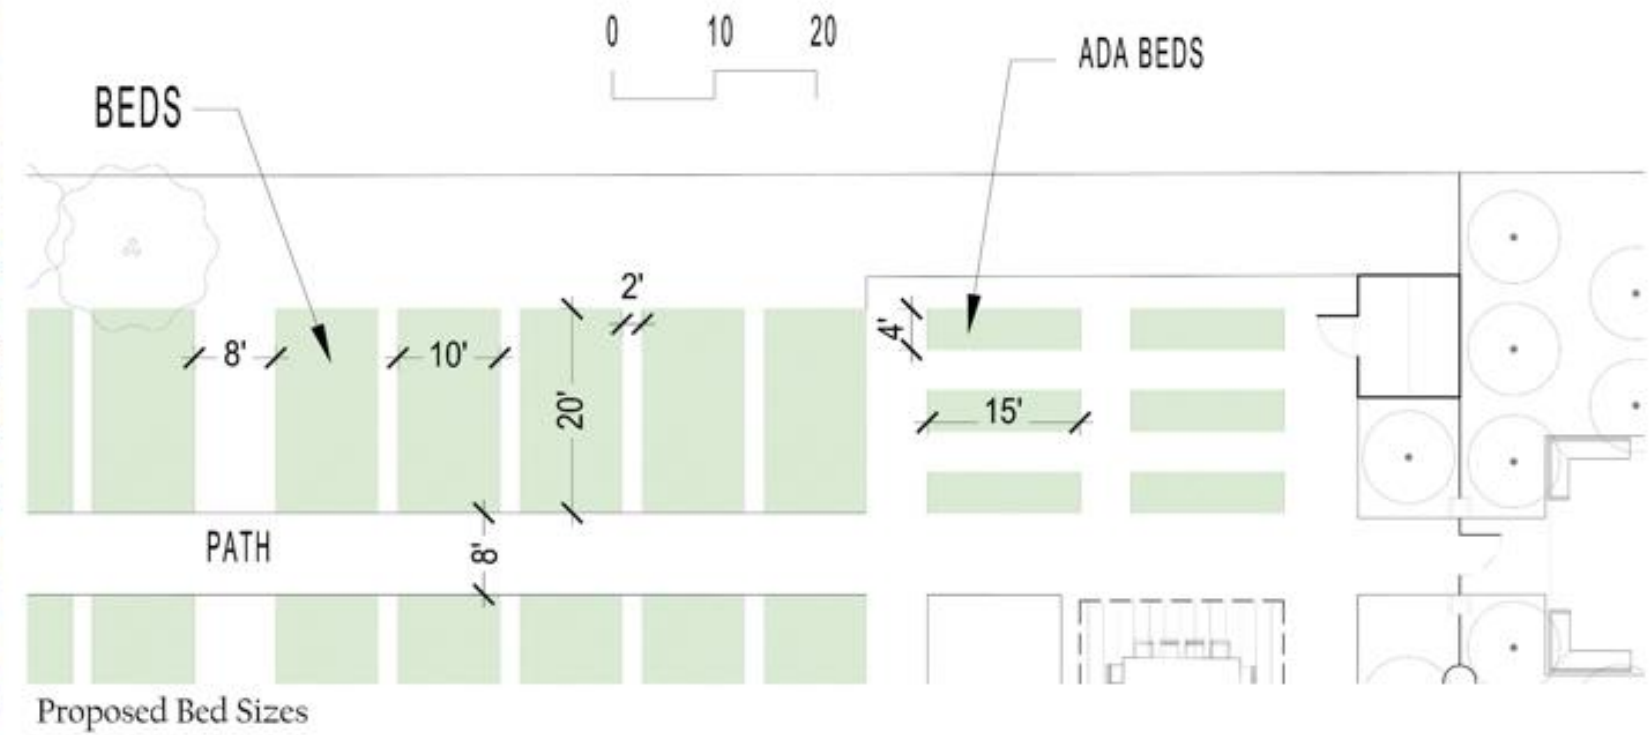 0 10 20
ADA BEDS
BEDS
2'
8'
10'
20'
4'
15'
PATH
8'
Proposed Bed Sizes